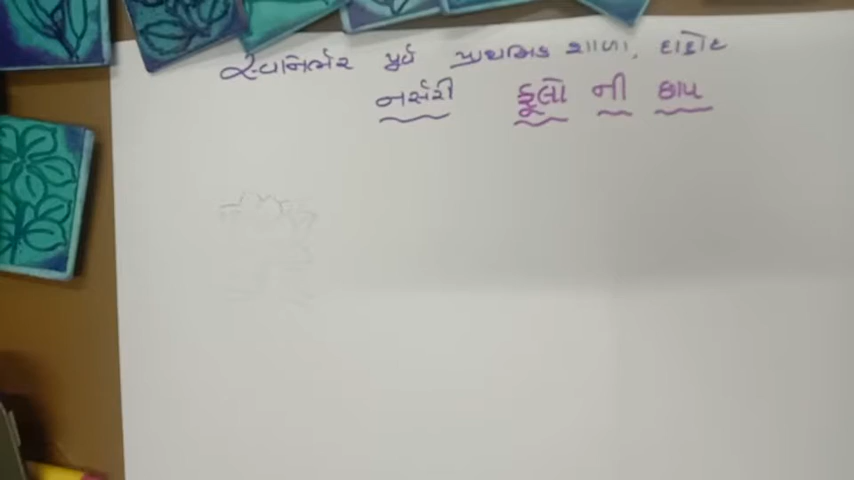 સ્વનિર્ભર પુર્વ પ્રાથમિક શાળા, દાહોદ
નર્સરી ફૂલો ની છાપ